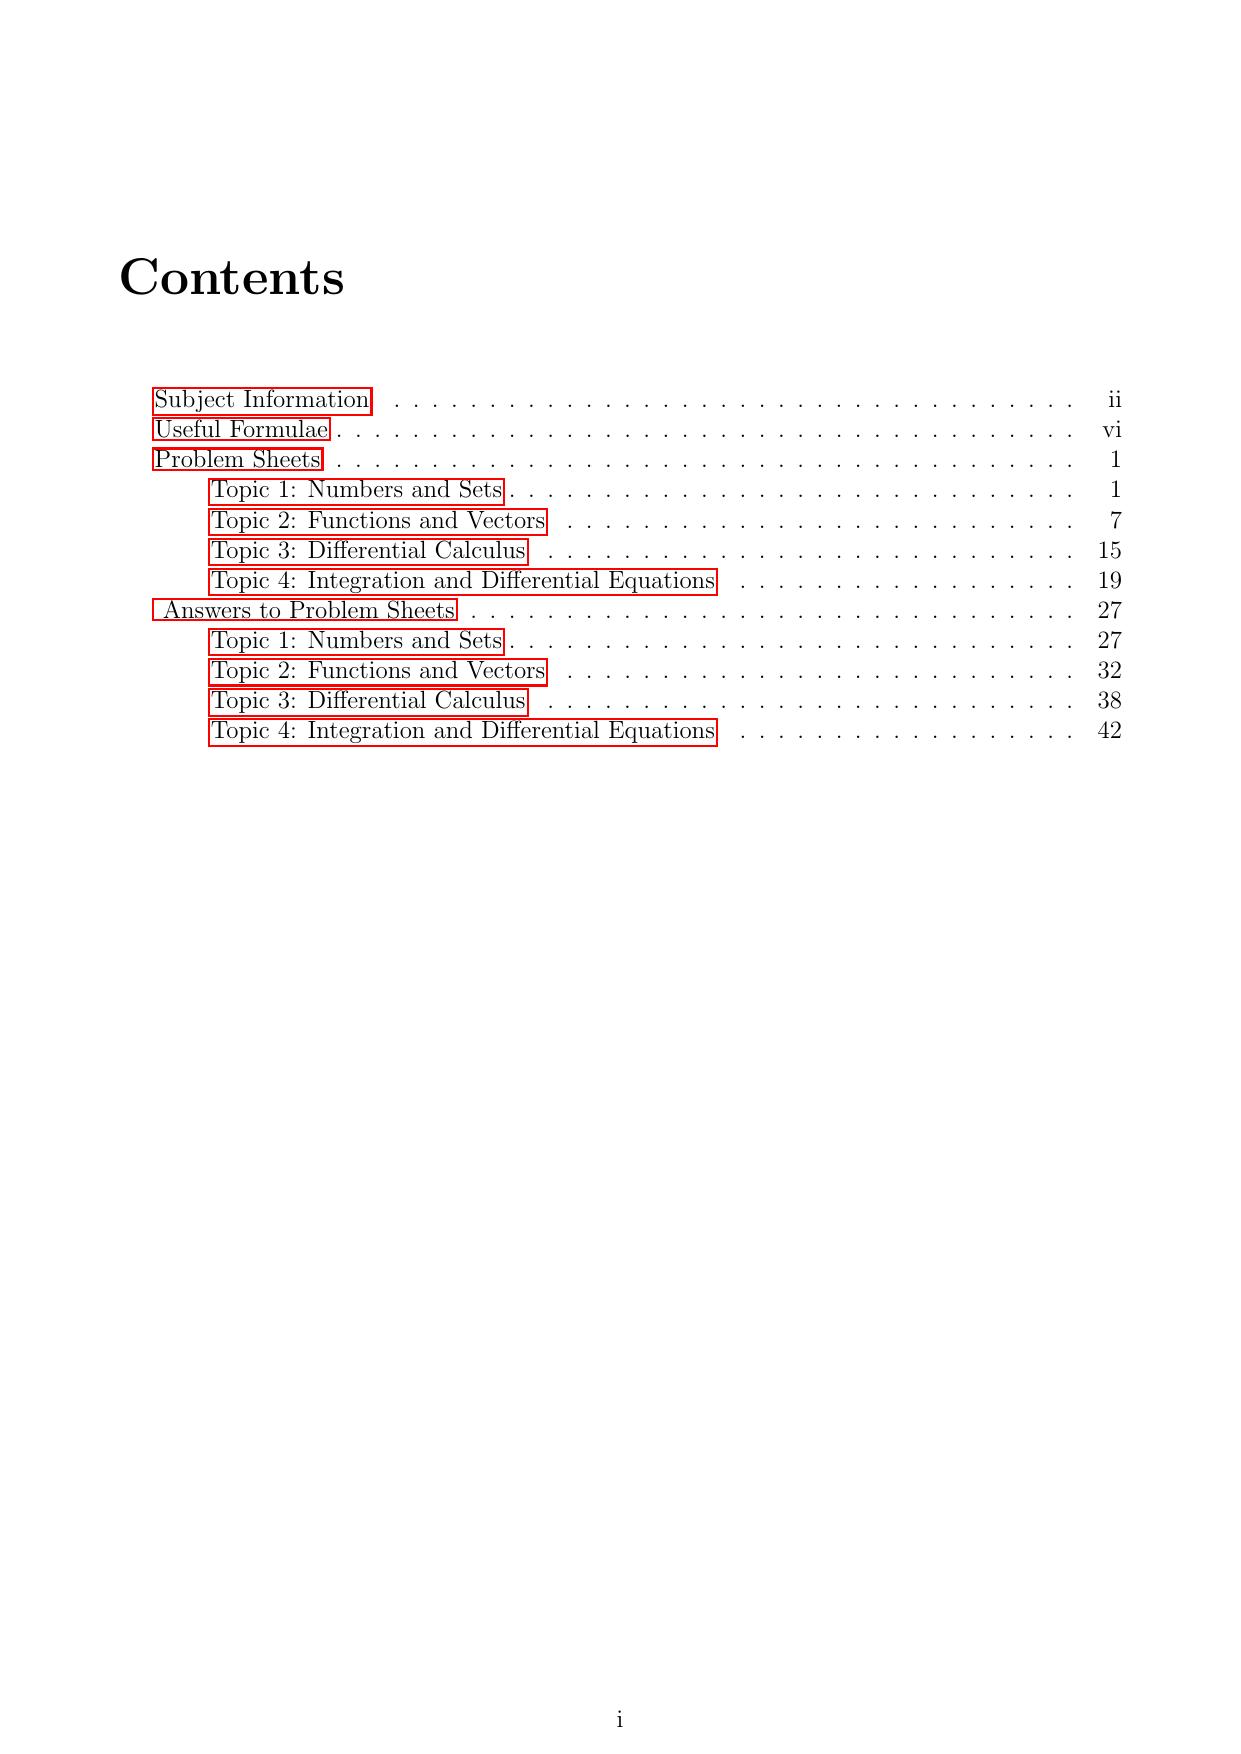 Contents
Subject Information . . . . . . . . . . . . . . . . . . . . . . . . . . . . . . . . . . . . ii
Useful Formulae . . . . . . . . . . . . . . . . . . . . . . . . . . . . . . . . . . . . . . . vi
Problem Sheets . . . . . . . . . . . . . . . . . . . . . . . . . . . . . . . . . . . . . . . 1
Topic 1: Numbers and Sets . . . . . . . . . . . . . . . . . . . . . . . . . . . . . . 1
Topic 2: Functions and Vectors . . . . . . . . . . . . . . . . . . . . . . . . . . . 7
Topic 3: Differential Calculus . . . . . . . . . . . . . . . . . . . . . . . . . . . . 15
Topic 4: Integration and Differential Equations . . . . . . . . . . . . . . . . . . 19
Answers to Problem Sheets . . . . . . . . . . . . . . . . . . . . . . . . . . . . . . . . 27
Topic 1: Numbers and Sets . . . . . . . . . . . . . . . . . . . . . . . . . . . . . . 27
Topic 2: Functions and Vectors . . . . . . . . . . . . . . . . . . . . . . . . . . . 32
Topic 3: Differential Calculus . . . . . . . . . . . . . . . . . . . . . . . . . . . . 38
Topic 4: Integration and Differential Equations . . . . . . . . . . . . . . . . . . 42
i